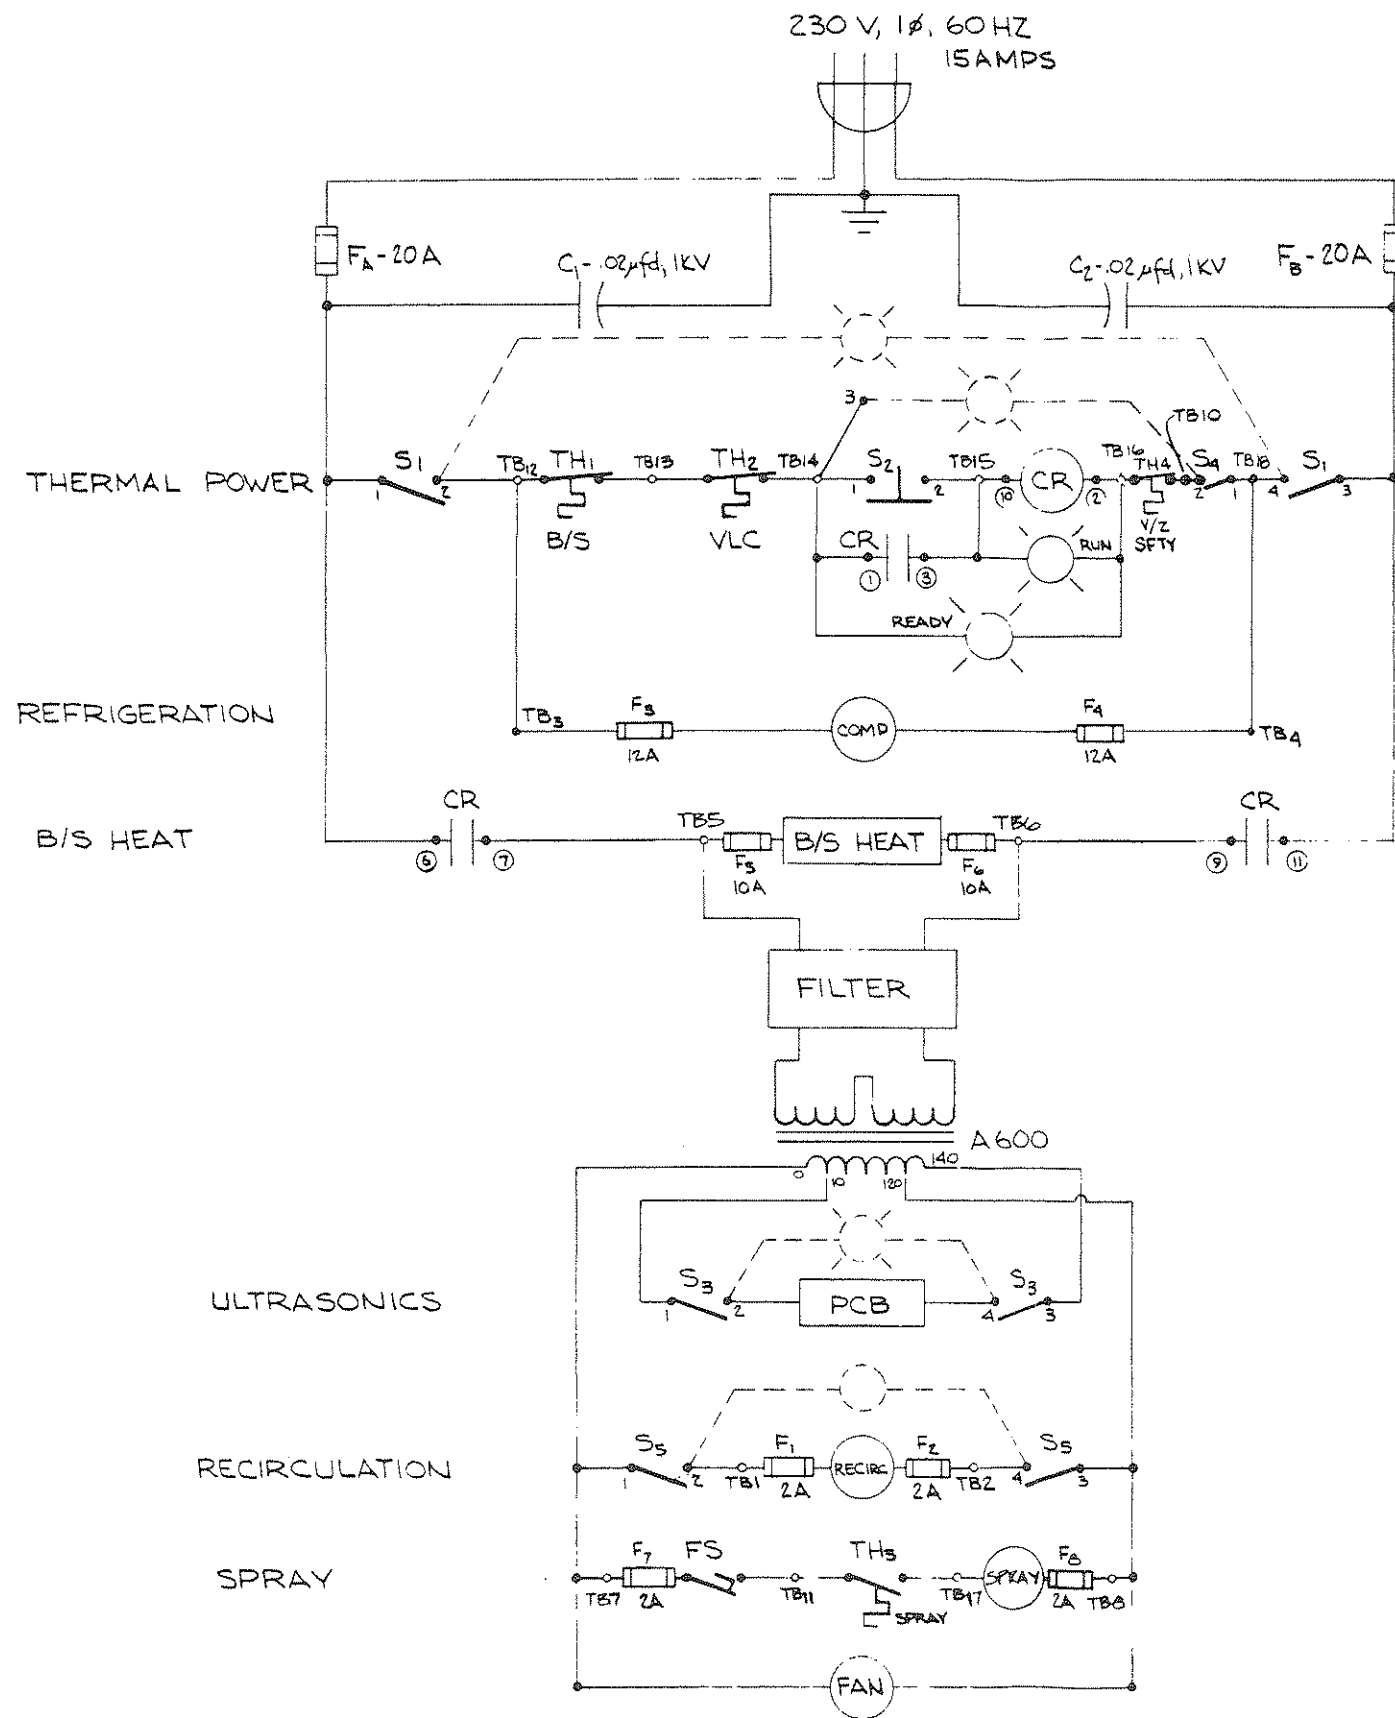 230 V, 1ø, 60 HZ
15AMPS
FA - 20A
C1 - .02µfd, 1KV
C2 - .02µfd, 1KV
FB - 20A
3
TB10
THERMAL POWER
S1
TB12
TH1
TB13
TH2
TB14
S2
TB15
CR
TB16
TH4
S4
TB18
S1
1
2
1
2
10
2
2
1
4
3
B/S
VLC
V/Z
SFTY
CR
1
3
RUN
READY
REFRIGERATION
TB3
F3
12A
COMP
F4
12A
TB4
B/S HEAT
CR
6
7
TB5
F5
10A
B/S HEAT
F6
10A
TB6
CR
9
11
FILTER
A600
0
10
120
140
ULTRASONICS
S3
1
2
PCB
S3
4
3
RECIRCULATION
S5
1
2
TB1
F1
2A
RECIRC
F2
2A
TB2
S5
4
3
SPRAY
TB7
F7
2A
FS
TB11
TH3
SPRAY
TB17
SPRAY
F8
2A
TB8
FAN